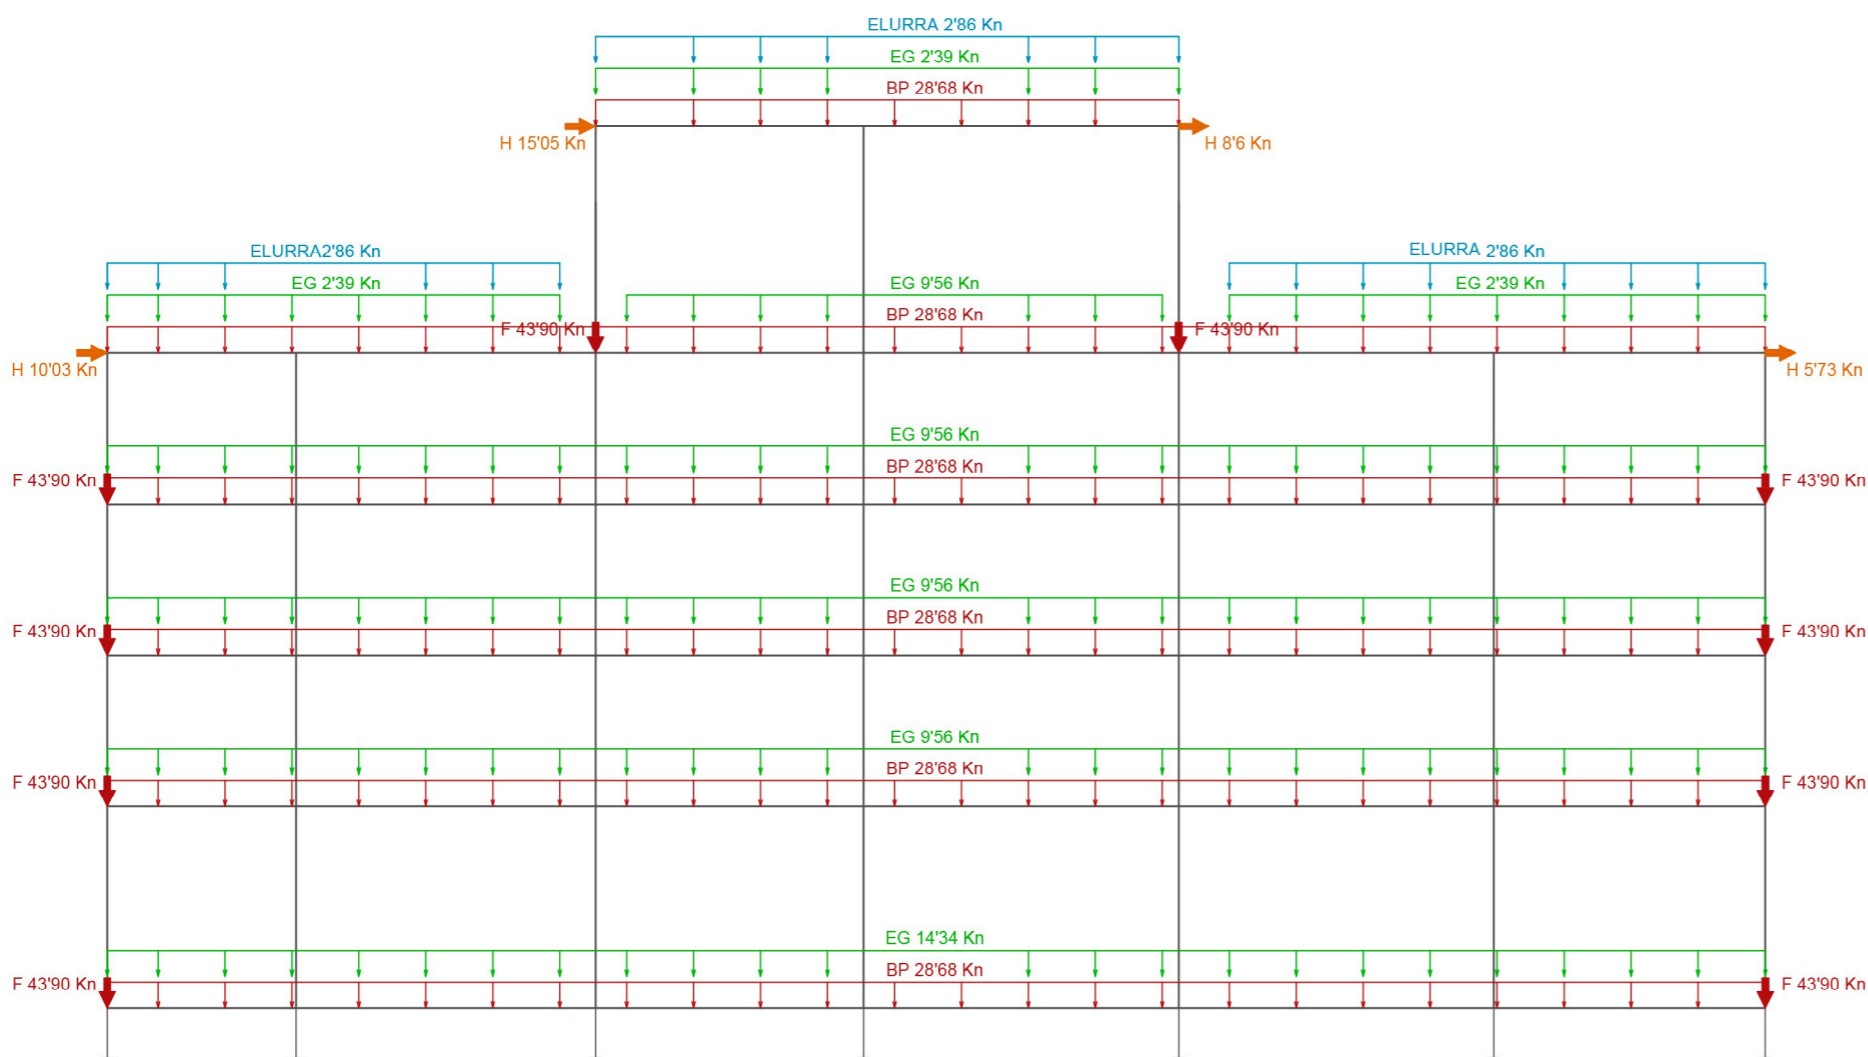 ELURRA 2'86 Kn
EG 2'39 Kn
BP 28'68 Kn
H 15'05 Kn
H 8'6 Kn
ELURRA2'86 Kn
ELURRA 2'86 Kn
EG 2'39 Kn
EG 9'56 Kn
EG 2'39 Kn
BP 28'68 Kn
F 43'90 Kn
F 43'90 Kn
H 10'03 Kn
H 5'73 Kn
EG 9'56 Kn
BP 28'68 Kn
F 43'90 Kn
F 43'90 Kn
EG 9'56 Kn
BP 28'68 Kn
F 43'90 Kn
F 43'90 Kn
EG 9'56 Kn
BP 28'68 Kn
F 43'90 Kn
F 43'90 Kn
EG 14'34 Kn
BP 28'68 Kn
F 43'90 Kn
F 43'90 Kn